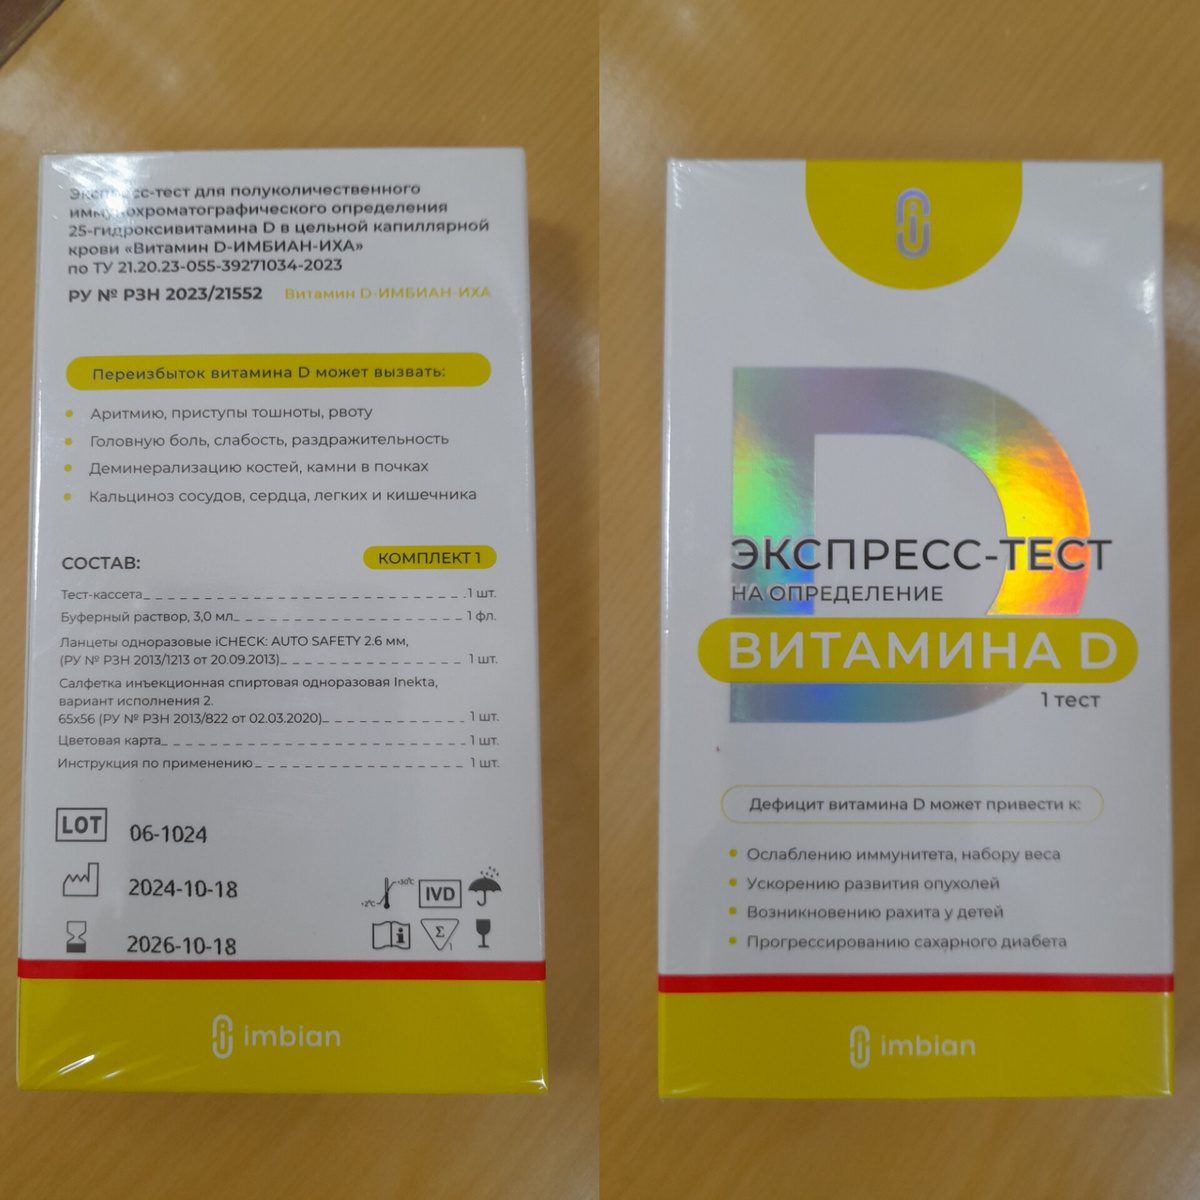 Экспресс-тест для полуколичественного
иммунохроматографического определения
25-гидроксивитамина D в цельной капиллярной
крови «Витамин D-ИМБИАН-ИХА»
по ТУ 21.20.23-055-39271034-2023
РУ № РЗН 2023/21552 Витамин D-ИМБИАН-ИХА
Переизбыток витамина D может вызвать:
Аритмию, приступы тошноты, рвоту
Головную боль, слабость, раздражительность
Деминерализацию костей, камни в почках
Кальциноз сосудов, сердца, легких и кишечника
СОСТАВ: КОМПЛЕКТ 1
Тест-кассета 1 шт.
Буферный раствор, 3,0 мл 1 фл.
Ланцеты одноразовые iCHECK: AUTO SAFETY 2.6 мм,
(РУ № РЗН 2013/1213 от 20.09.2013) 1 шт.
Салфетка инъекционная спиртовая одноразовая Inekta,
вариант исполнения 2.
65х56 (РУ № РЗН 2013/822 от 02.03.2020) 1 шт.
Цветовая карта 1 шт.
Инструкция по применению 1 шт.
LOT 06-1024
2024-10-18
2026-10-18
-2°C +30°C IVD
i Σ 1
imbian
ЭКСПРЕСС-ТЕСТ
НА ОПРЕДЕЛЕНИЕ
ВИТАМИНА D
1 тест
D
Дефицит витамина D может привести к:
Ослаблению иммунитета, набору веса
Ускорению развития опухолей
Возникновению рахита у детей
Прогрессированию сахарного диабета
imbian